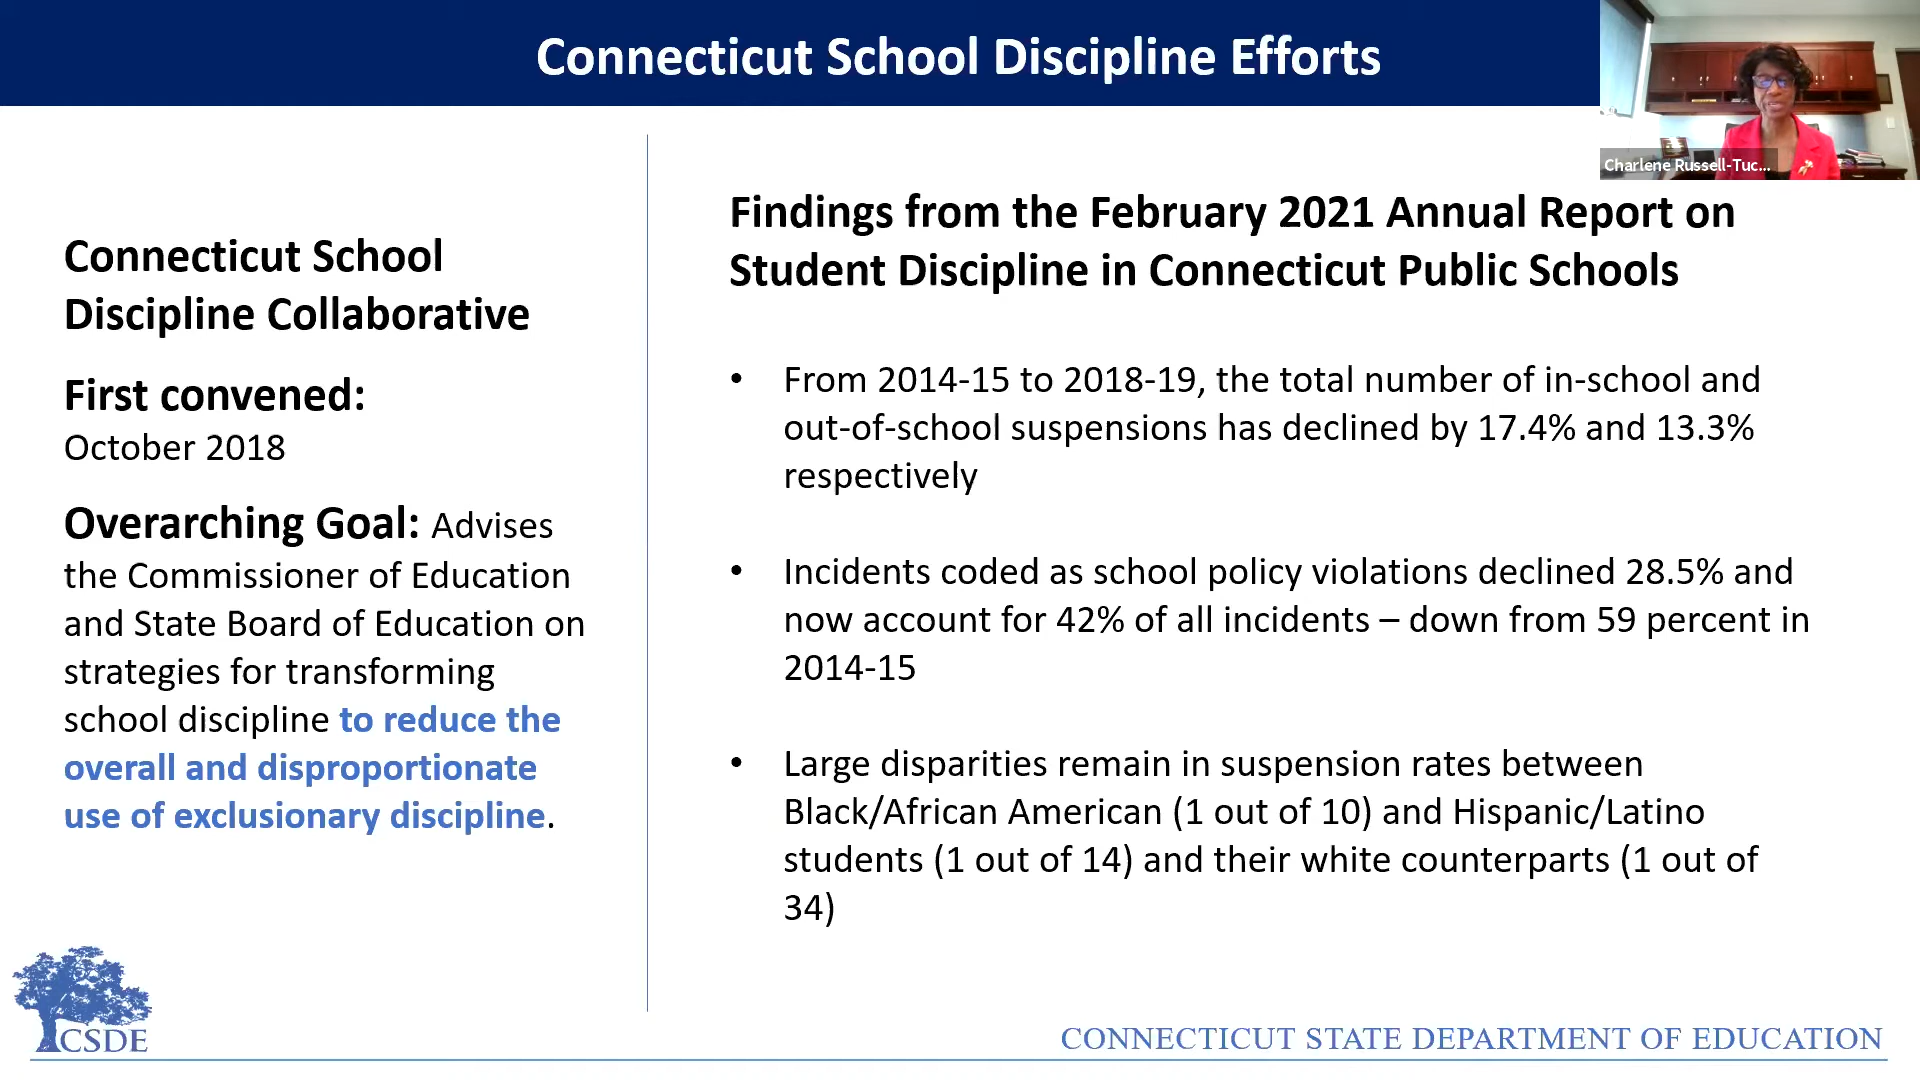 Connecticut School Discipline Efforts
Charlene Russell-Tuc...
Connecticut School
Discipline Collaborative
First convened:
October 2018
Overarching Goal: Advises
the Commissioner of Education
and State Board of Education on
strategies for transforming
school discipline to reduce the
overall and disproportionate
use of exclusionary discipline.
Findings from the February 2021 Annual Report on
Student Discipline in Connecticut Public Schools
• From 2014-15 to 2018-19, the total number of in-school and
out-of-school suspensions has declined by 17.4% and 13.3%
respectively
• Incidents coded as school policy violations declined 28.5% and
now account for 42% of all incidents – down from 59 percent in
2014-15
• Large disparities remain in suspension rates between
Black/African American (1 out of 10) and Hispanic/Latino
students (1 out of 14) and their white counterparts (1 out of
34)
CSDE
CONNECTICUT STATE DEPARTMENT OF EDUCATION